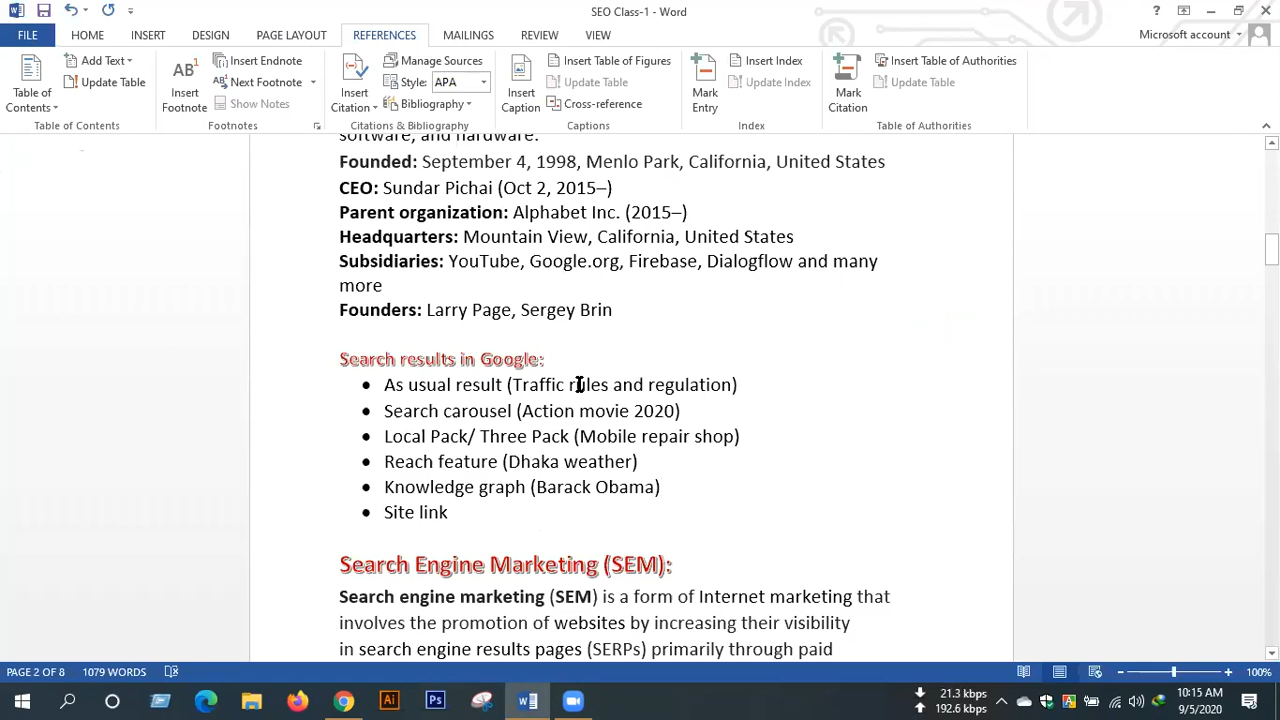 SEO Class-1 - Word
FILE HOME INSERT DESIGN PAGE LAYOUT REFERENCES MAILINGS REVIEW VIEW Microsoft account
Table of Contents
Add Text
Update Table
Table of Contents
AB1
Insert Footnote
Insert Endnote
AB1 Next Footnote
Show Notes
Footnotes
Insert Citation
Manage Sources
Style: APA
Bibliography
Citations & Bibliography
Insert Caption
Insert Table of Figures
Update Table
Cross-reference
Captions
Mark Entry
Insert Index
Update Index
Index
Mark Citation
Insert Table of Authorities
Update Table
Table of Authorities
software, and hardware.
Founded: September 4, 1998, Menlo Park, California, United States
CEO: Sundar Pichai (Oct 2, 2015–)
Parent organization: Alphabet Inc. (2015–)
Headquarters: Mountain View, California, United States
Subsidiaries: YouTube, Google.org, Firebase, Dialogflow and many
more
Founders: Larry Page, Sergey Brin
Search results in Google:
• As usual result (Traffic rules and regulation)
• Search carousel (Action movie 2020)
• Local Pack/ Three Pack (Mobile repair shop)
• Reach feature (Dhaka weather)
• Knowledge graph (Barack Obama)
• Site link
Search Engine Marketing (SEM):
Search engine marketing (SEM) is a form of Internet marketing that
involves the promotion of websites by increasing their visibility
in search engine results pages (SERPs) primarily through paid
PAGE 2 OF 8 1079 WORDS 100%
Ai Ps
21.3 kbps
192.6 kbps
10:15 AM
9/5/2020